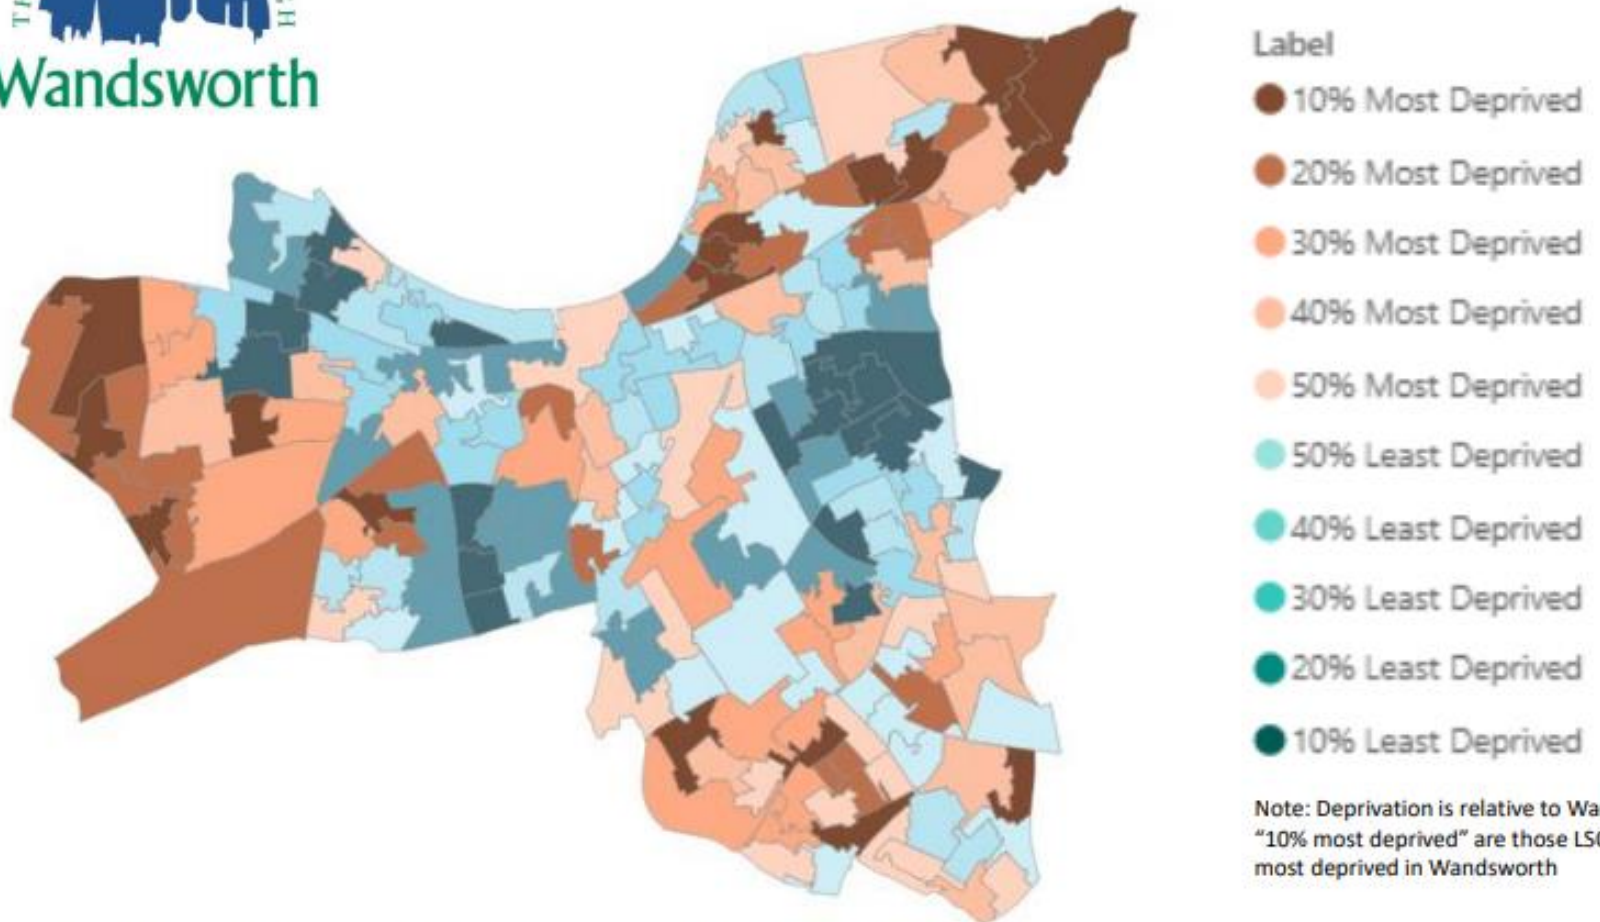 Wandsworth
Label
10% Most Deprived
20% Most Deprived
30% Most Deprived
40% Most Deprived
50% Most Deprived
50% Least Deprived
40% Least Deprived
30% Least Deprived
20% Least Deprived
10% Least Deprived
Note: Deprivation is relative to
"10% most deprived" are those
most deprived in Wandsworth